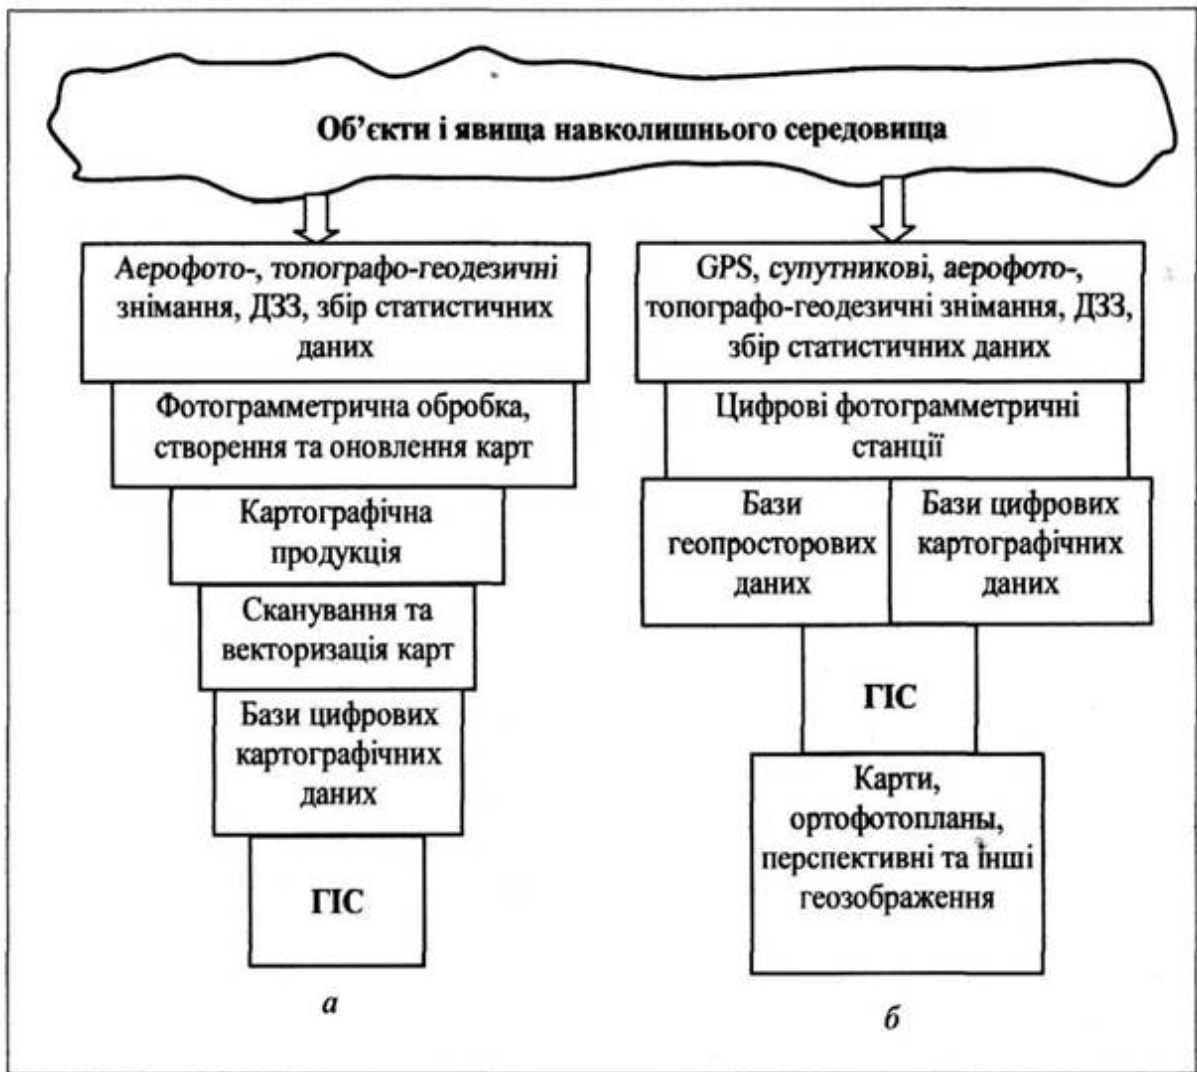 Об’єкти і явища навколишнього середовища
Аерофото-, топографо-геодезичні
знімання, ДЗЗ, збір статистичних
даних
Фотограмметрична обробка,
створення та оновлення карт
Картографічна
продукція
Сканування та
векторизація карт
Бази цифрових
картографічних
даних
ГІС
а
GPS, супутникові, аерофото-,
топографо-геодезичні знімання, ДЗЗ,
збір статистичних даних
Цифрові фотограмметричні
станції
Бази
геопросторових
даних
Бази цифрових
картографічних
даних
ГІС
Карти,
ортофотопланы,
перспективні та інші
геозображення
б